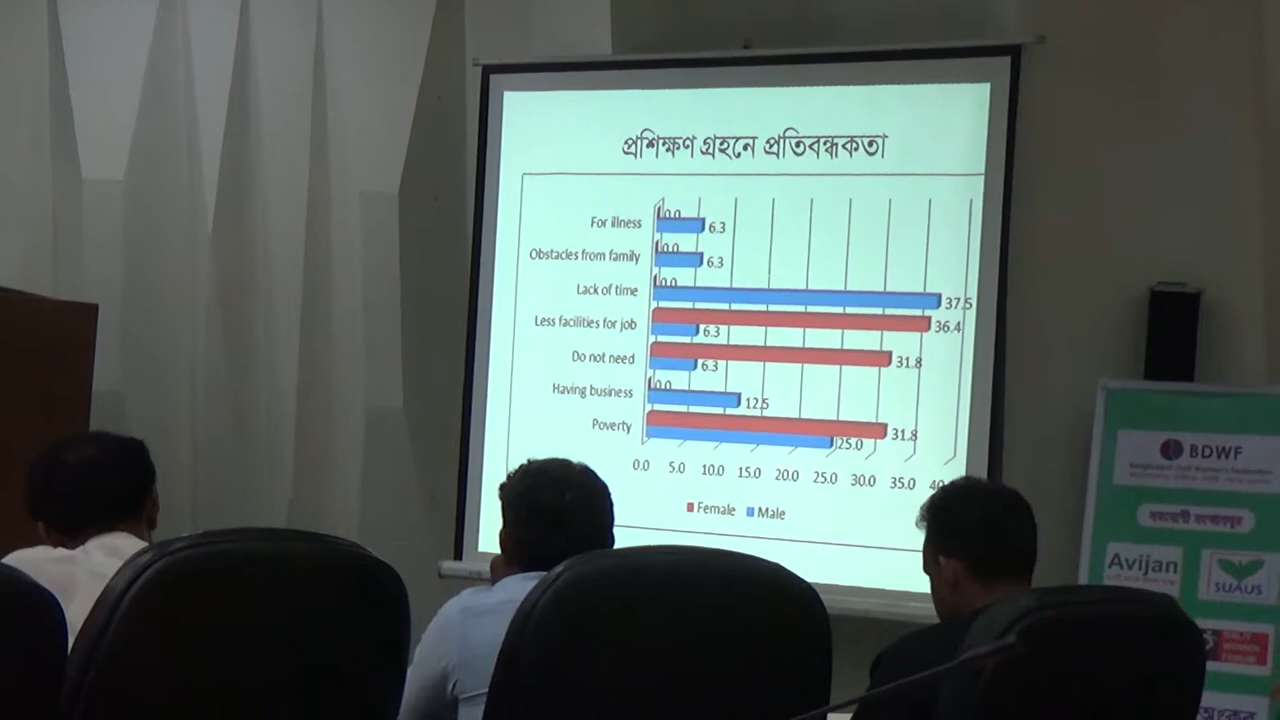 প্রশিক্ষণ গ্রহনে প্রতিবন্ধকতা
For illness 0.0 6.3
Obstacles from family 0.0 6.3
Lack of time 0.0 37.5
Less facilities for job 36.4 6.3
Do not need 31.8 6.3
Having business 0.0 12.5
Poverty 31.8 25.0
0.0 5.0 10.0 15.0 20.0 25.0 30.0 35.0
Female Male
BDWF
Avijan
SUAUS